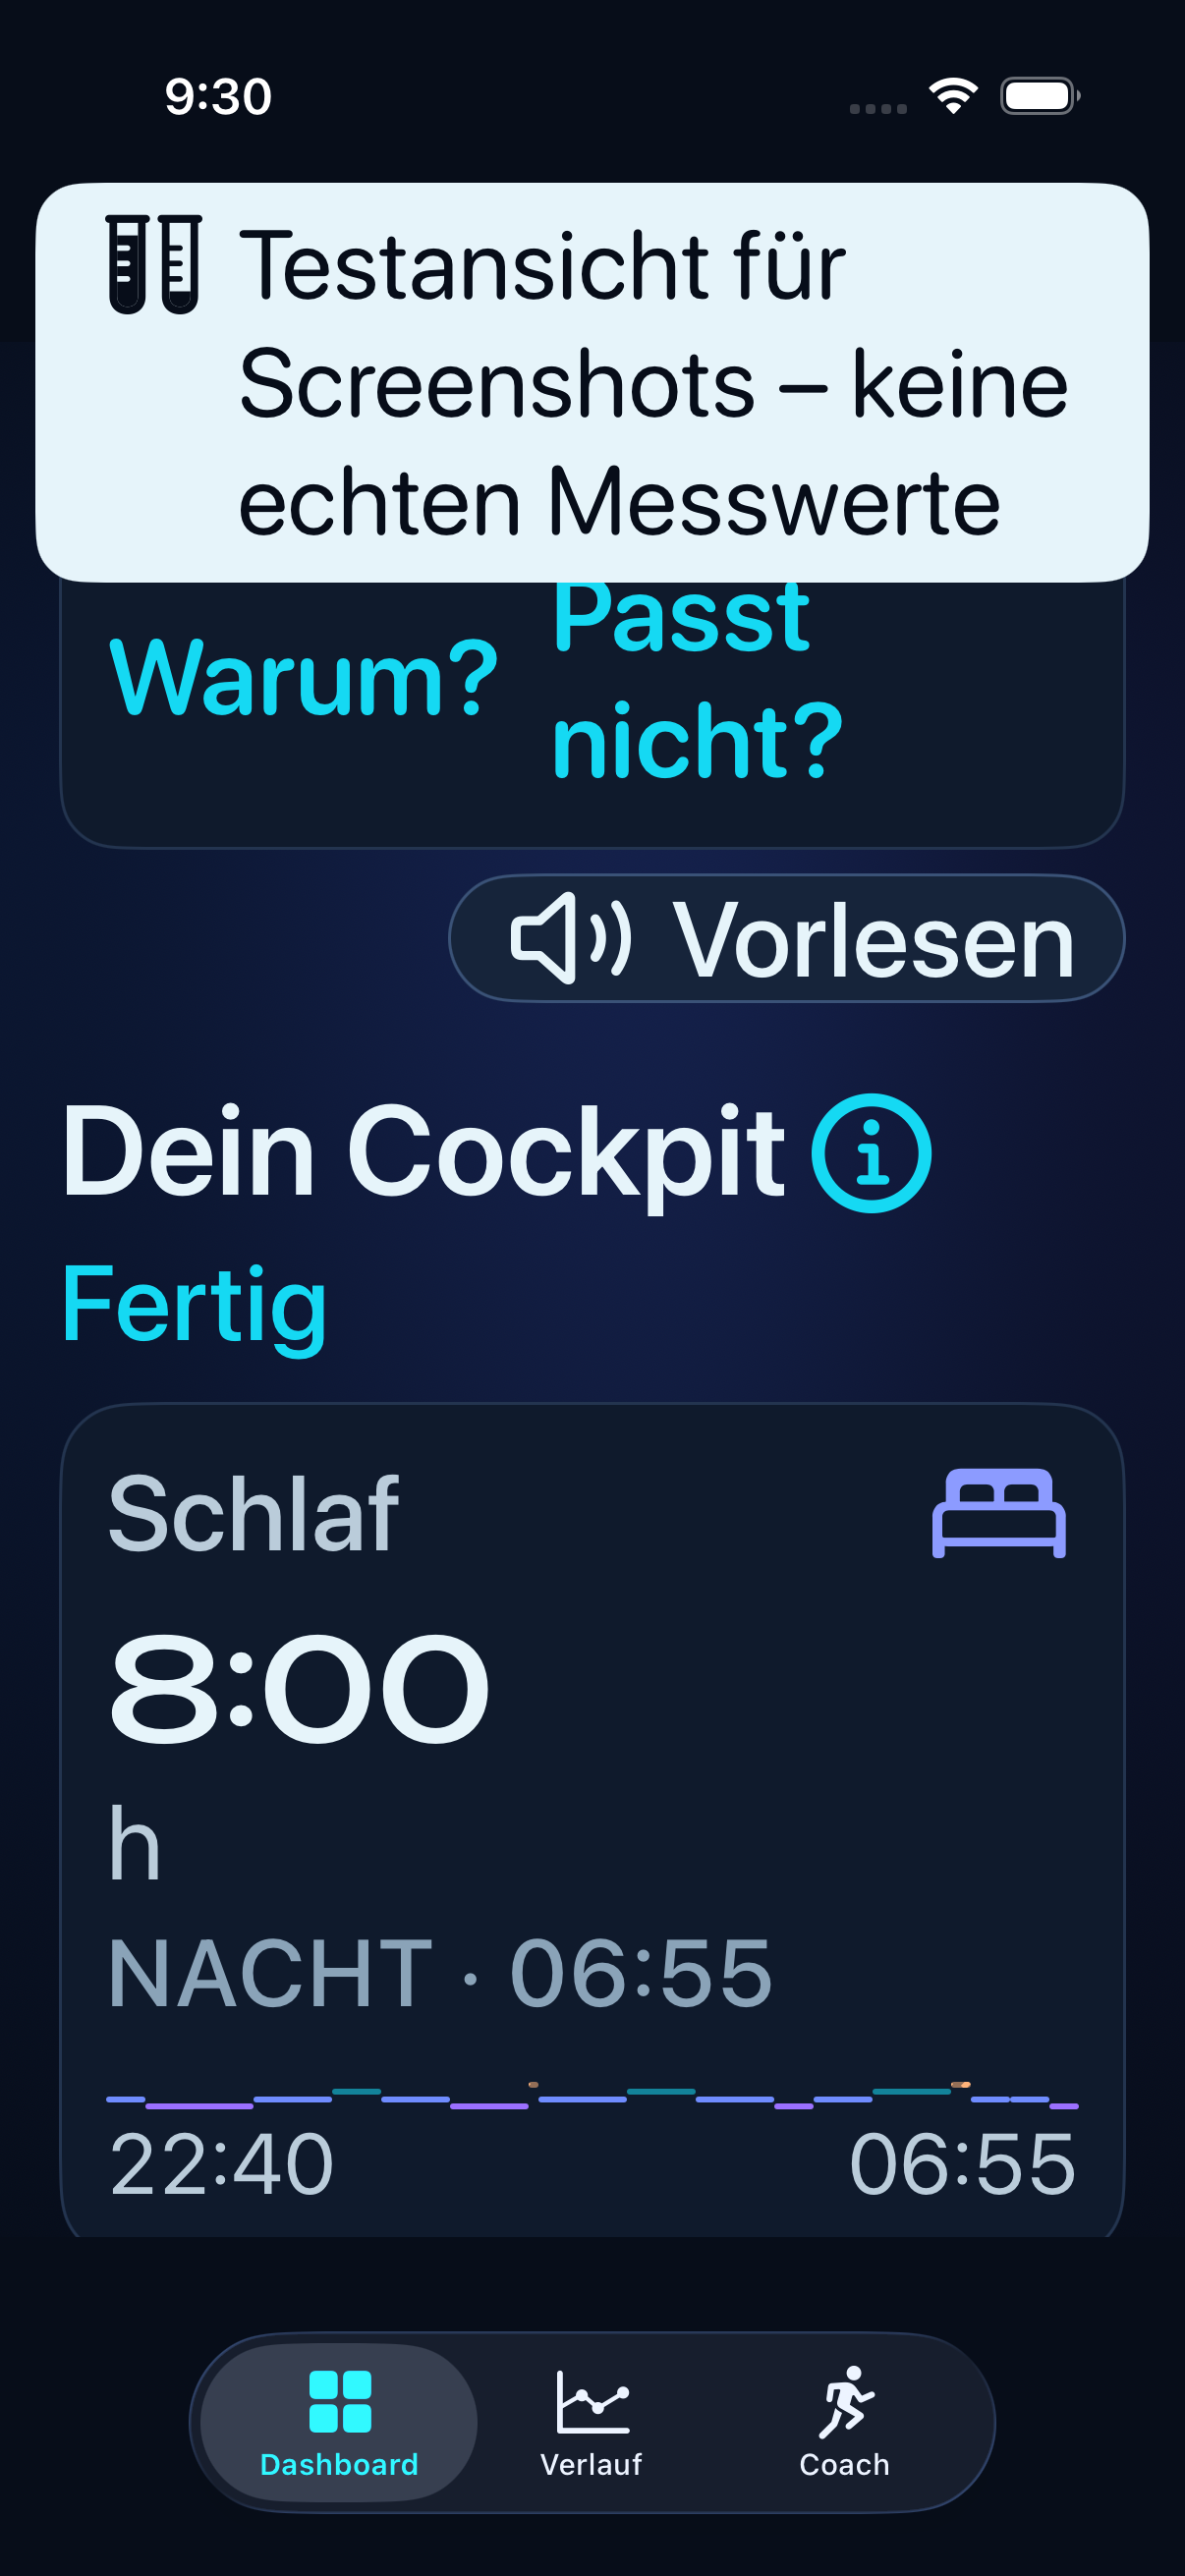 9:30
Testansicht für
Screenshots – keine
echten Messwerte
Warum?
Passt
nicht?
Vorlesen
Dein Cockpit
Fertig
Schlaf
8:00
h
NACHT · 06:55
22:40
06:55
Dashboard
Verlauf
Coach